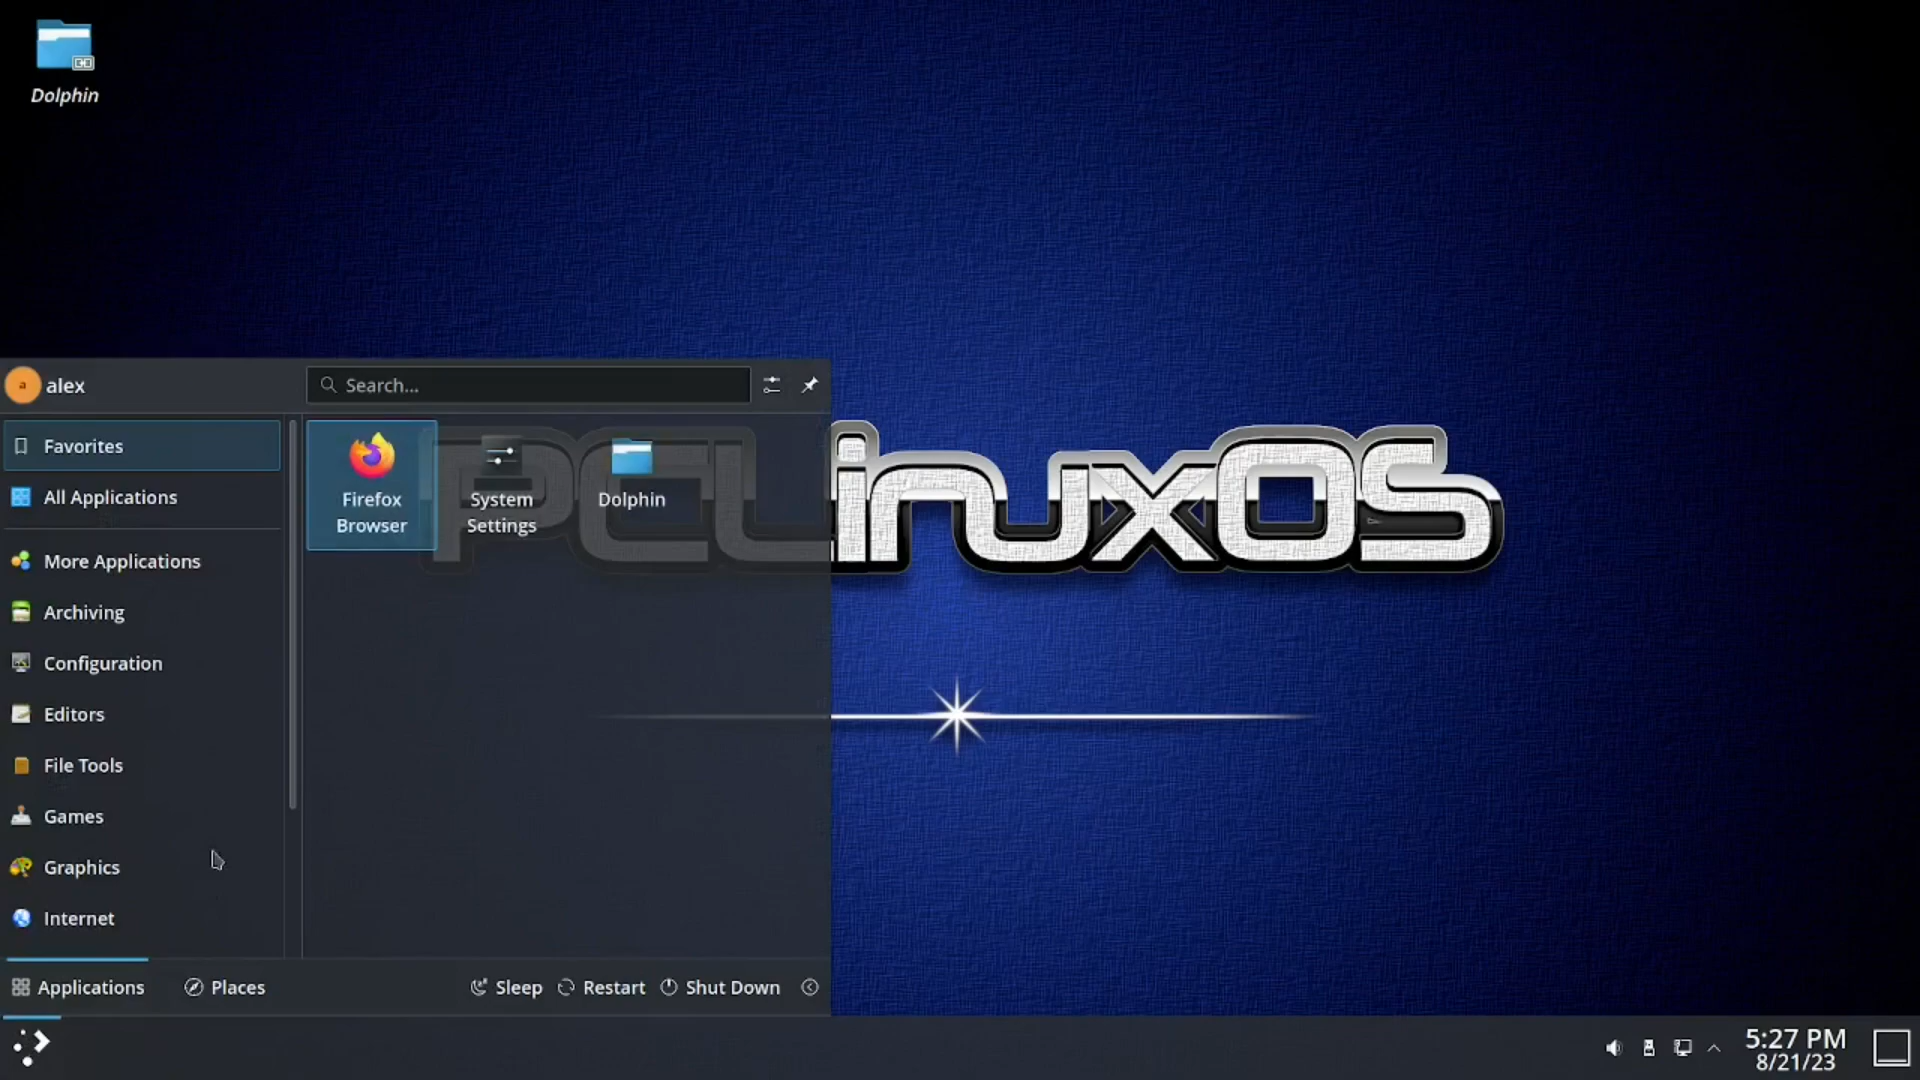 Dolphin
a
alex
Search...
Favorites
All Applications
More Applications
Archiving
Configuration
Editors
File Tools
Games
Graphics
Internet
Firefox
Browser
System
Settings
Dolphin
PCLinuxOS
Applications
Places
Sleep
Restart
Shut Down
5:27 PM
8/21/23